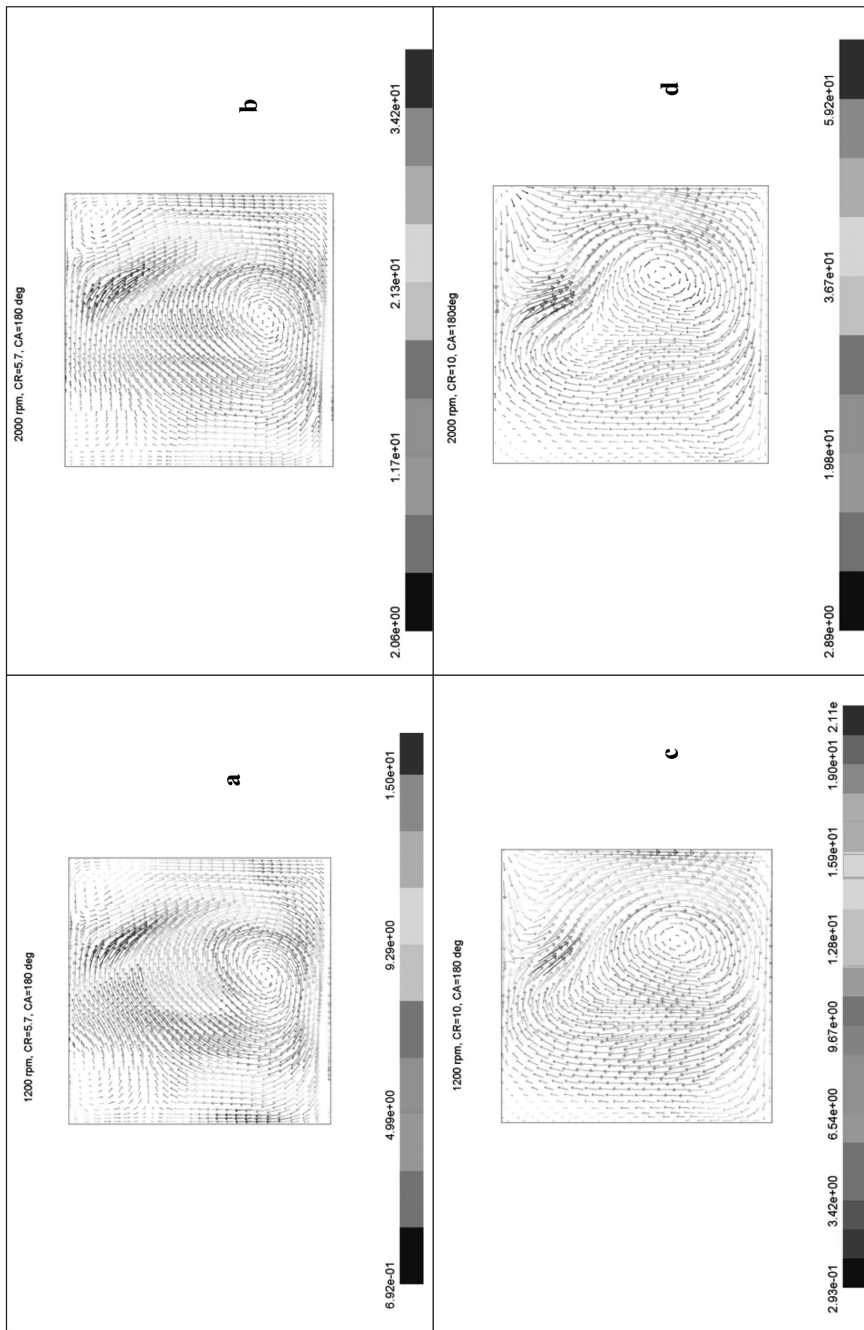 1200 rpm, CR=5.7, CA=180 deg
a
6.92e-01 4.99e+00 9.29e+00 1.50e+01
2000 rpm, CR=5.7, CA=180 deg
b
2.06e+00 1.17e+01 2.13e+01 3.42e+01
1200 rpm, CR=10, CA=180 deg
c
2.93e-01 3.42e+00 6.54e+00 9.67e+00 1.28e+01 1.59e+01 1.90e+01 2.11e
2000 rpm, CR=10, CA=180deg
d
2.89e+00 1.98e+01 3.67e+01 5.92e+01